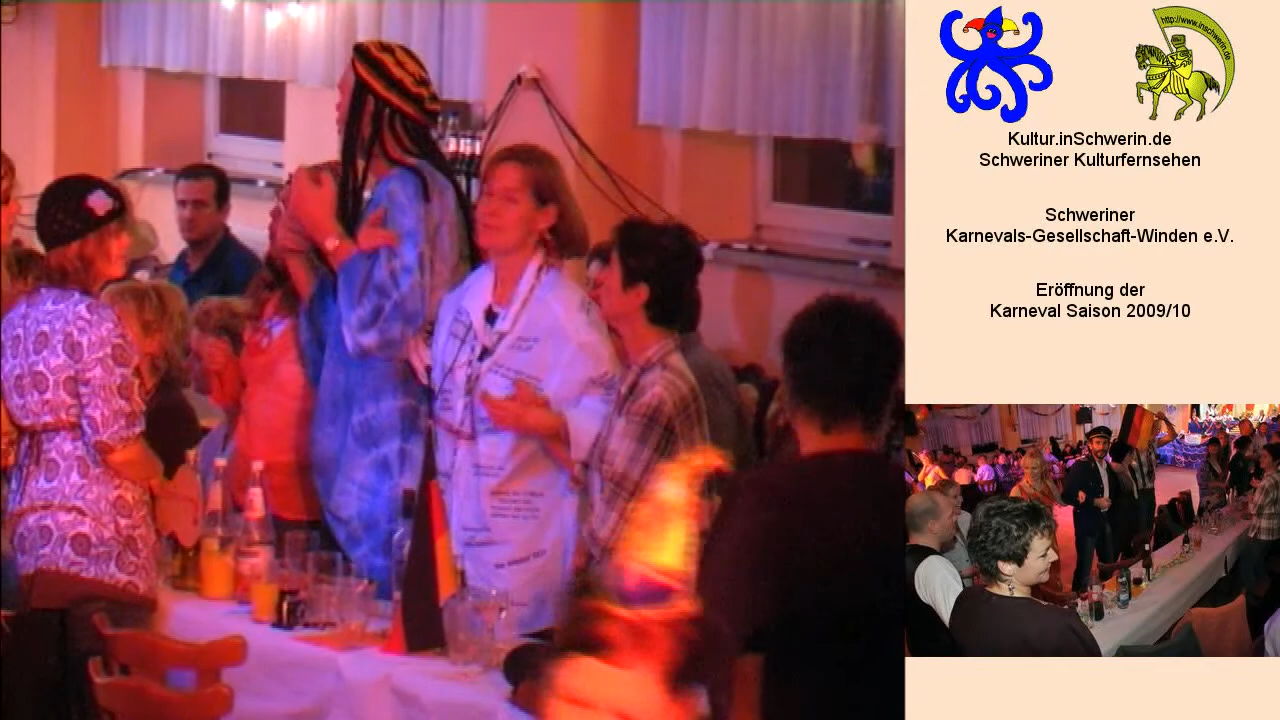 http://www.inschwerin.de
Kultur.inSchwerin.de
Schweriner Kulturfernsehen
Schweriner
Karnevals-Gesellschaft-Winden e.V.
Eröffnung der
Karneval Saison 2009/10